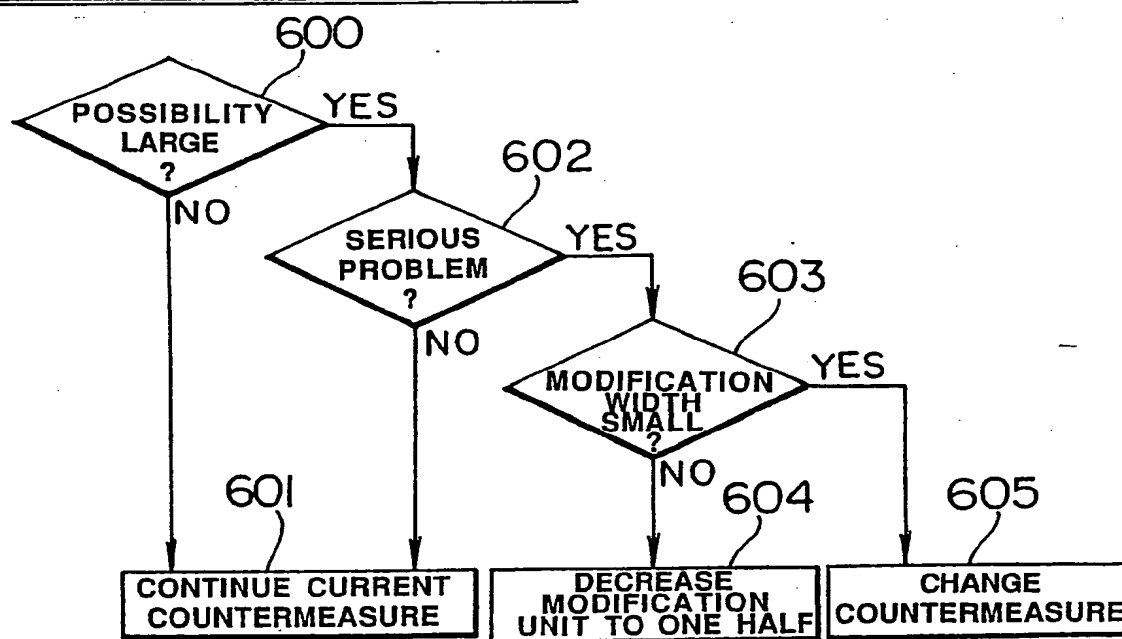 600
POSSIBILITY
LARGE
?
YES
NO
602
SERIOUS
PROBLEM
?
YES
NO
603
MODIFICATION
WIDTH
SMALL
?
YES
NO
601
CONTINUE CURRENT
COUNTERMEASURE
604
DECREASE
MODIFICATION
UNIT TO ONE HALF
605
CHANGE
COUNTERMEASURE